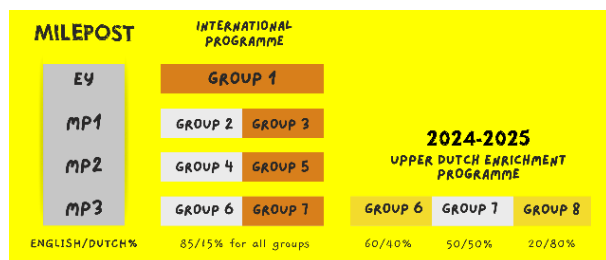 MILEPOST
INTERNATIONAL
PROGRAMME
EY
GROUP 1
MP1
GROUP 2 GROUP 3
MP2
GROUP 4 GROUP 5
2024-2025
UPPER DUTCH ENRICHMENT
PROGRAMME
MP3
GROUP 6 GROUP 7
GROUP 6 GROUP 7 GROUP 8
ENGLISH/DUTCH%
85/15% for all groups
60/40% 50/50% 20/80%